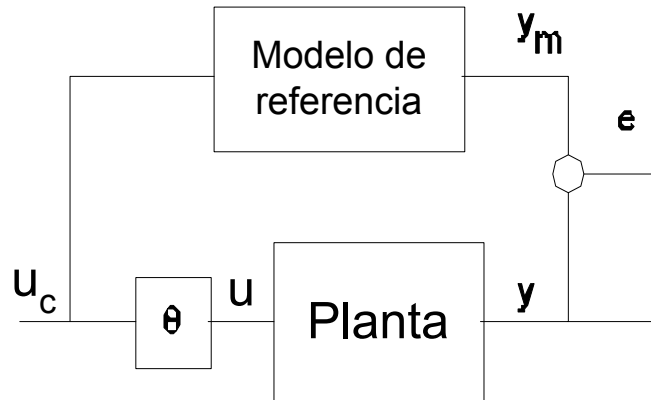 y_m
Modelo de
referencia
e
u_c
θ
u
Planta
y